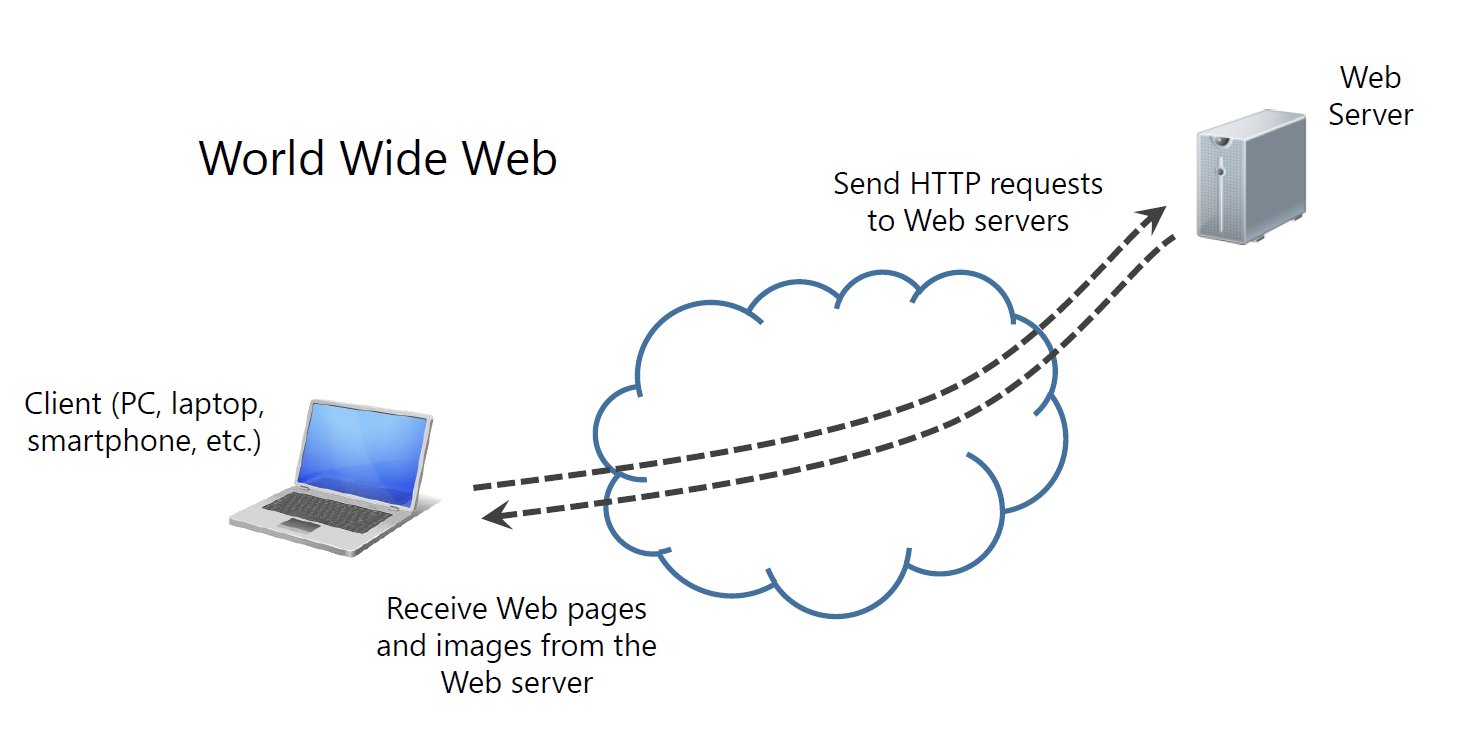 World Wide Web
Web
Server
Send HTTP requests
to Web servers
Client (PC, laptop,
smartphone, etc.)
Receive Web pages
and images from the
Web server